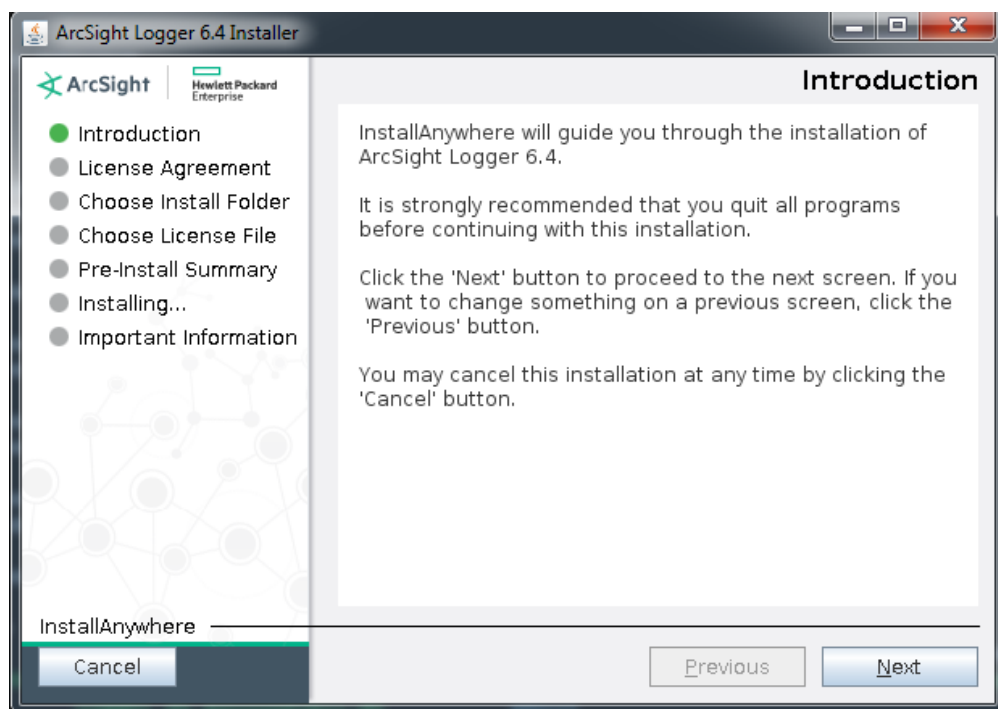 ArcSight Logger 6.4 Installer
ArcSight
Hewlett Packard
Enterprise
Introduction
License Agreement
Choose Install Folder
Choose License File
Pre-Install Summary
Installing...
Important Information
Introduction
InstallAnywhere will guide you through the installation of
ArcSight Logger 6.4.
It is strongly recommended that you quit all programs
before continuing with this installation.
Click the 'Next' button to proceed to the next screen. If you
want to change something on a previous screen, click the
'Previous' button.
You may cancel this installation at any time by clicking the
'Cancel' button.
InstallAnywhere
Cancel
Previous
Next